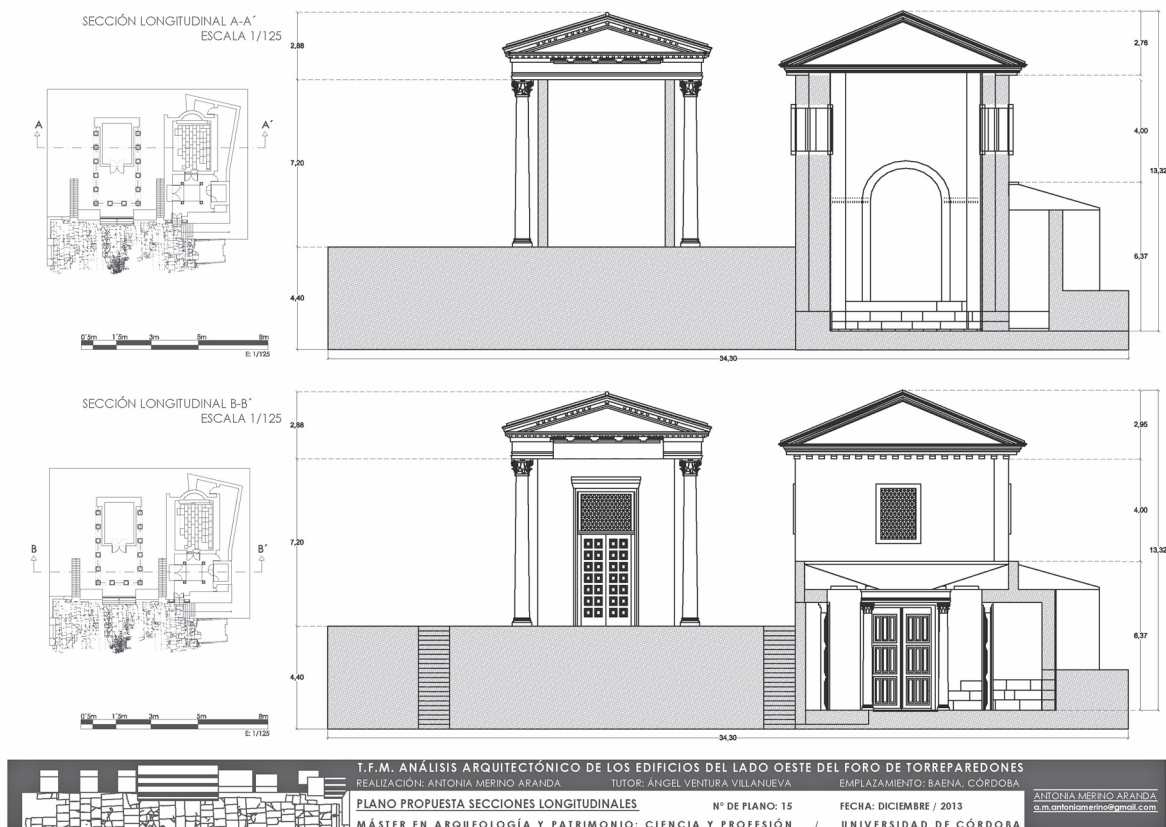 SECCIÓN LONGITUDINAL A-A´
ESCALA 1/125
A
A´
0´5m 1´5m 3m 5m 8m
E: 1/125
2,88
7,20
4,40
2,76
4,00
13,32
6,37
34,30
SECCIÓN LONGITUDINAL B-B´
ESCALA 1/125
B
B´
0´5m 1´5m 3m 5m 8m
E: 1/125
2,88
7,20
4,40
2,95
4,00
13,32
6,37
34,30
T.F.M. ANÁLISIS ARQUITECTÓNICO DE LOS EDIFICIOS DEL LADO OESTE DEL FORO DE TORREPAREDONES
REALIZACIÓN: ANTONIA MERINO ARANDA TUTOR: ÁNGEL VENTURA VILLANUEVA EMPLAZAMIENTO: BAENA, CÓRDOBA
PLANO PROPUESTA SECCIONES LONGITUDINALES Nº DE PLANO: 15 FECHA: DICIEMBRE / 2013
MÁSTER EN ARQUEOLOGÍA Y PATRIMONIO: CIENCIA Y PROFESIÓN / UNIVERSIDAD DE CÓRDOBA
ANTONIA MERINO ARANDA
a.m.antoniamerino@gmail.com